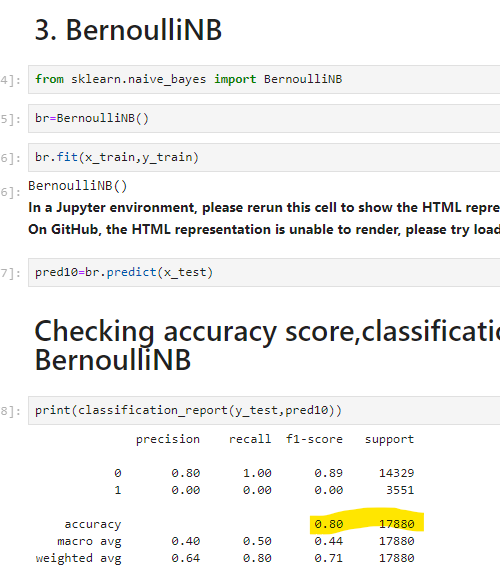 3. BernoulliNB
4]: from sklearn.naive_bayes import BernoulliNB
5]: br=BernoulliNB()
6]: br.fit(x_train,y_train)
6]: BernoulliNB()
In a Jupyter environment, please rerun this cell to show the HTML repre
On GitHub, the HTML representation is unable to render, please try load
7]: pred10=br.predict(x_test)
Checking accuracy score,classificatio
BernoulliNB
8]: print(classification_report(y_test,pred10))
precision recall f1-score support
0 0.80 1.00 0.89 14329
1 0.00 0.00 0.00 3551
accuracy 0.80 17880
macro avg 0.40 0.50 0.44 17880
weighted avg 0.64 0.80 0.71 17880